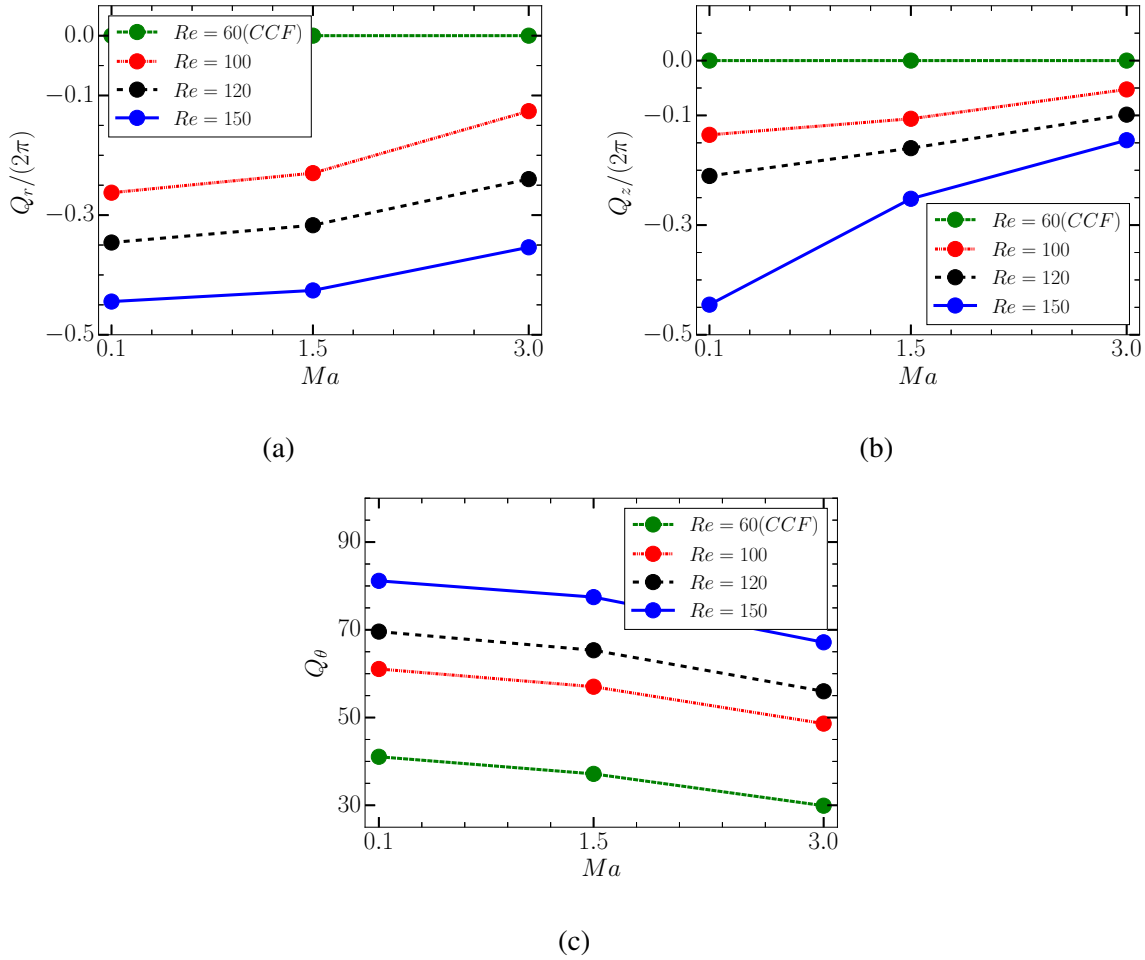 0.0
−0.1
−0.3
−0.5
Q_r/(2π)
Re = 60(CCF)
Re = 100
Re = 120
Re = 150
0.1
1.5
3.0
Ma
(a)
0.0
−0.1
−0.3
−0.5
Q_z/(2π)
Re = 60(CCF)
Re = 100
Re = 120
Re = 150
0.1
1.5
3.0
Ma
(b)
90
70
50
30
Q_θ
Re = 60(CCF)
Re = 100
Re = 120
Re = 150
0.1
1.5
3.0
Ma
(c)